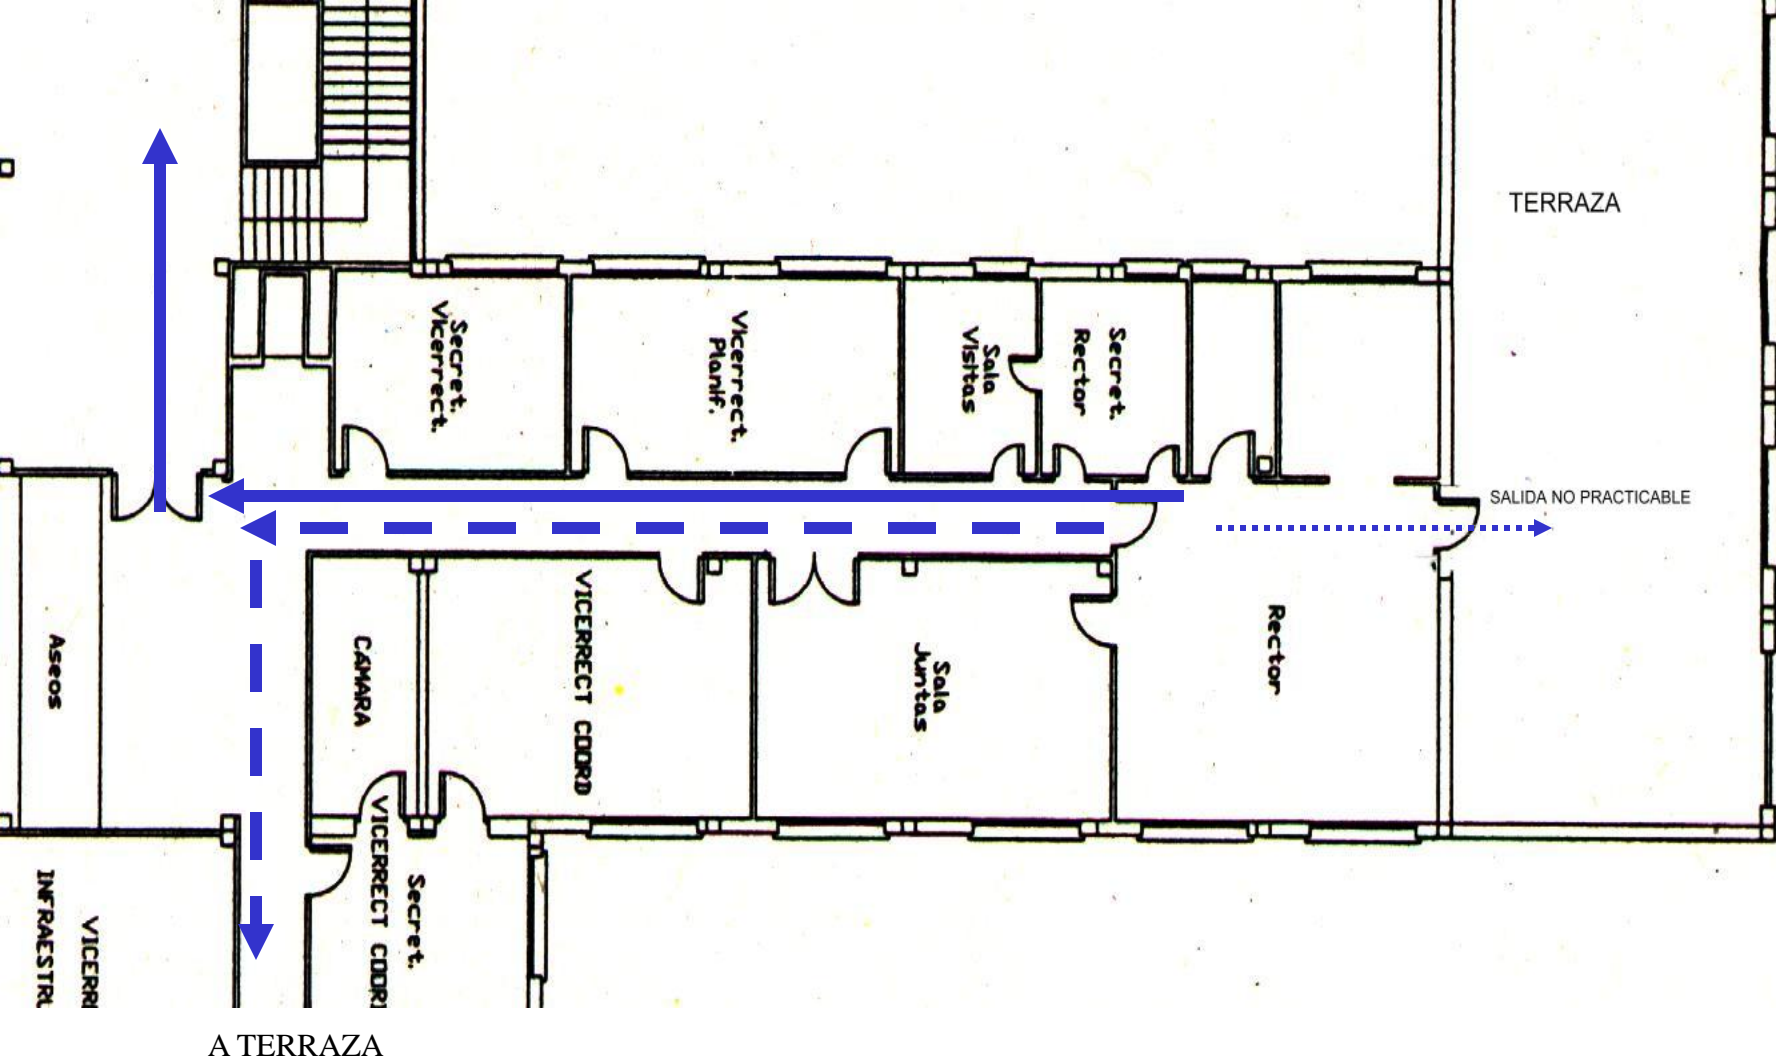 TERRAZA
Secret.
Vicerrect.
Vicerrect.
Planif.
Sala
Visitas
Secret.
Rector
SALIDA NO PRACTICABLE
Aseos
CAMARA
VICERRECT COORD
Sala
Juntas
Rector
Secret.
VICERRECT COORD
VICERR
INFRAESTRU
A TERRAZA